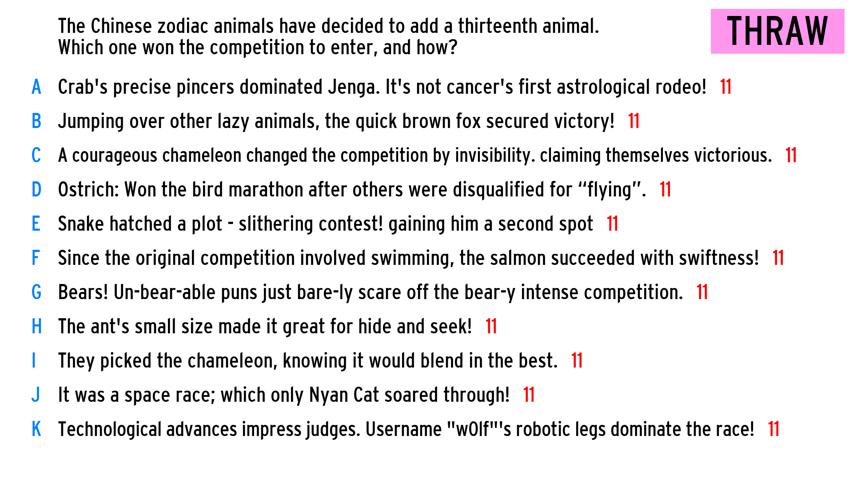 The Chinese zodiac animals have decided to add a thirteenth animal.
Which one won the competition to enter, and how?
THRAW
A Crab's precise pincers dominated Jenga. It's not cancer's first astrological rodeo! 11
B Jumping over other lazy animals, the quick brown fox secured victory! 11
C A courageous chameleon changed the competition by invisibility. claiming themselves victorious. 11
D Ostrich: Won the bird marathon after others were disqualified for “flying”. 11
E Snake hatched a plot - slithering contest! gaining him a second spot 11
F Since the original competition involved swimming, the salmon succeeded with swiftness! 11
G Bears! Un-bear-able puns just bare-ly scare off the bear-y intense competition. 11
H The ant's small size made it great for hide and seek! 11
I They picked the chameleon, knowing it would blend in the best. 11
J It was a space race; which only Nyan Cat soared through! 11
K Technological advances impress judges. Username "w0lf"'s robotic legs dominate the race! 11